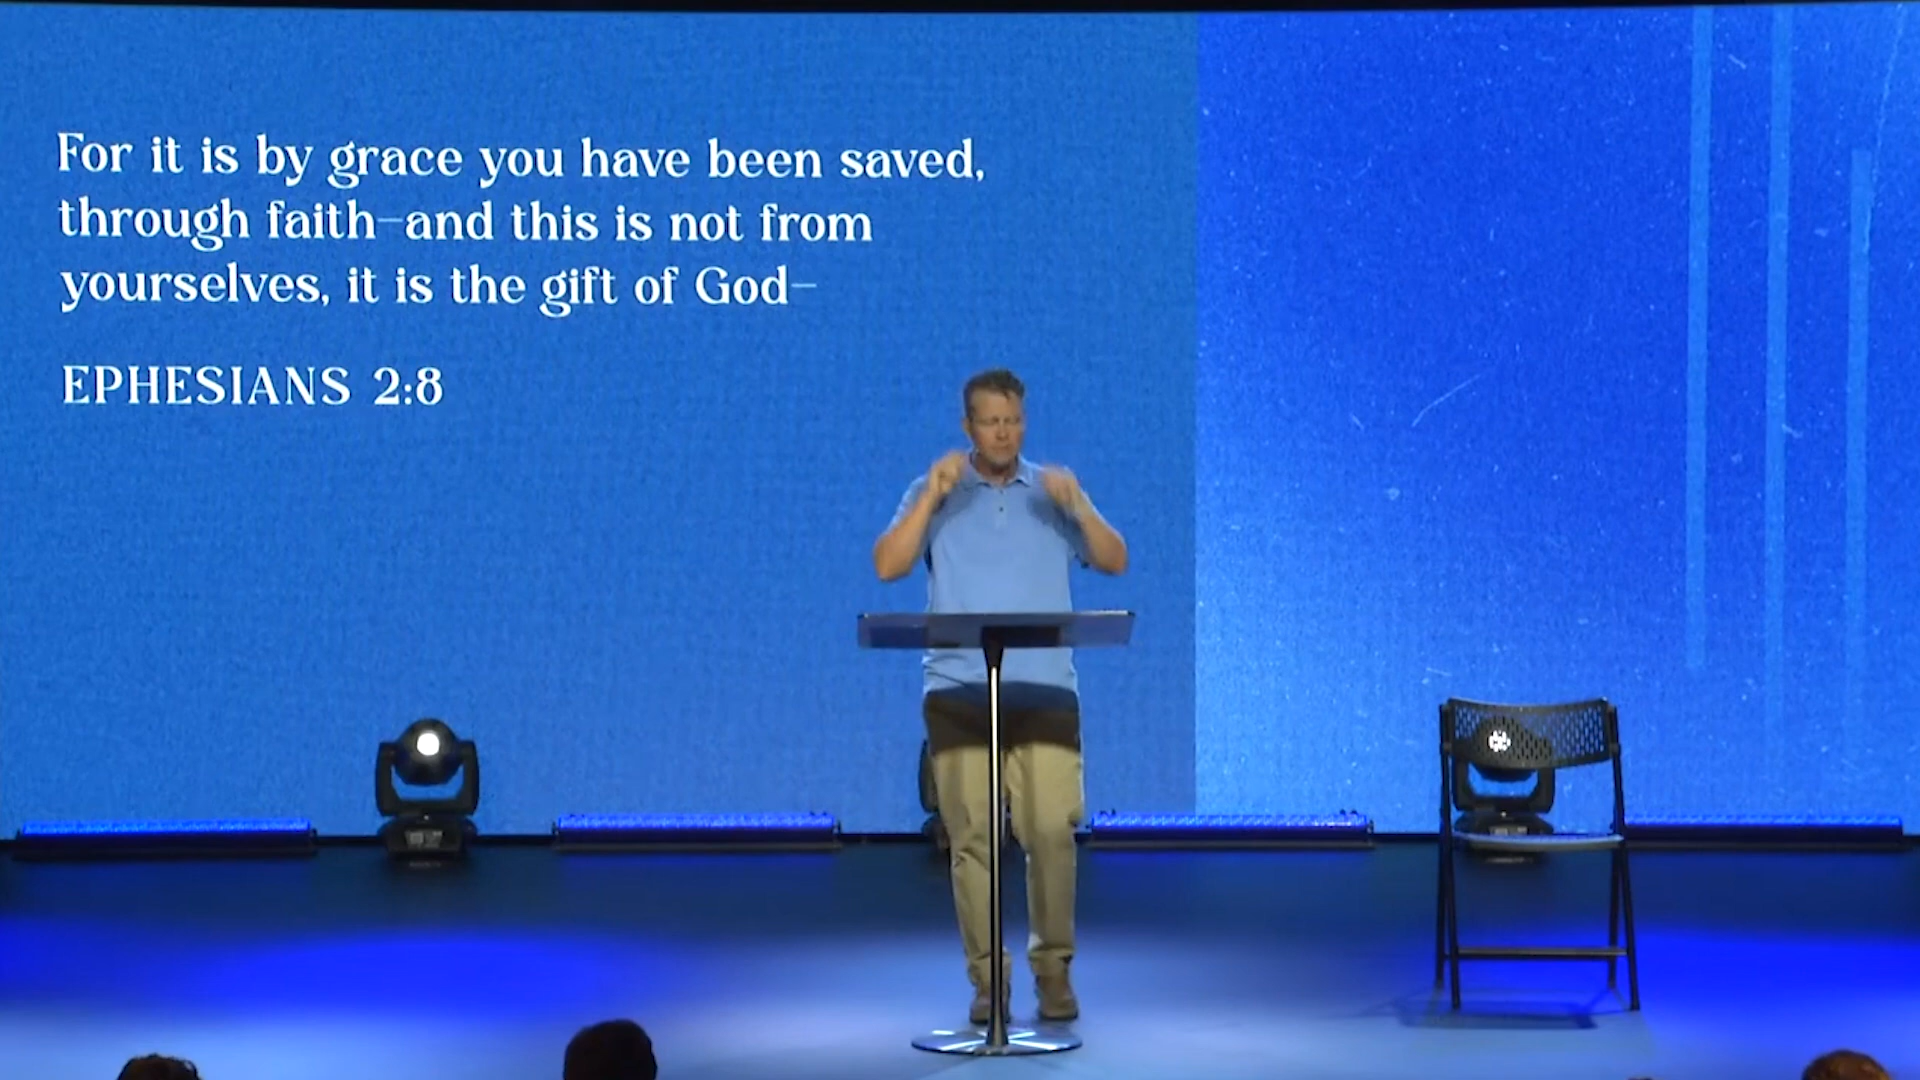 For it is by grace you have been saved,
through faith—and this is not from
yourselves, it is the gift of God—
EPHESIANS 2:8